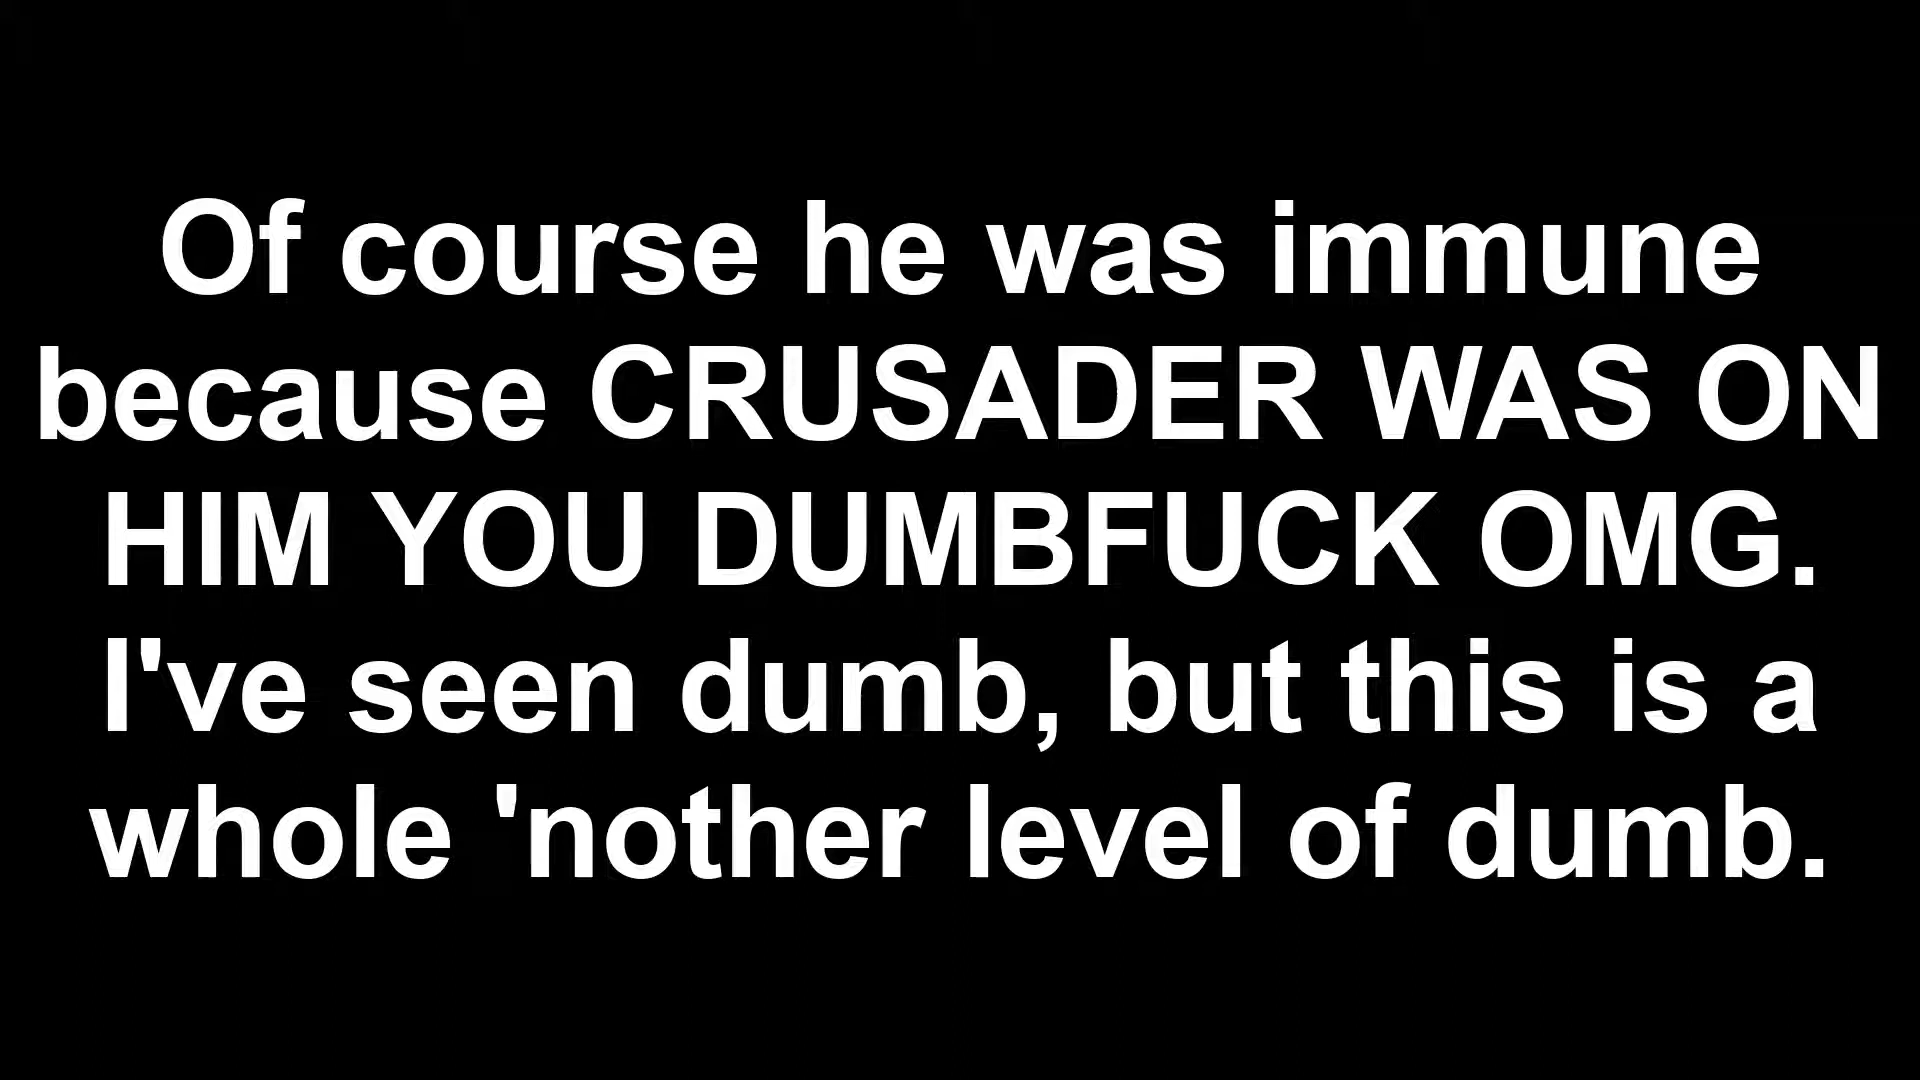 Of course he was immune
because CRUSADER WAS ON
HIM YOU DUMBFUCK OMG.
I've seen dumb, but this is a
whole 'nother level of dumb.